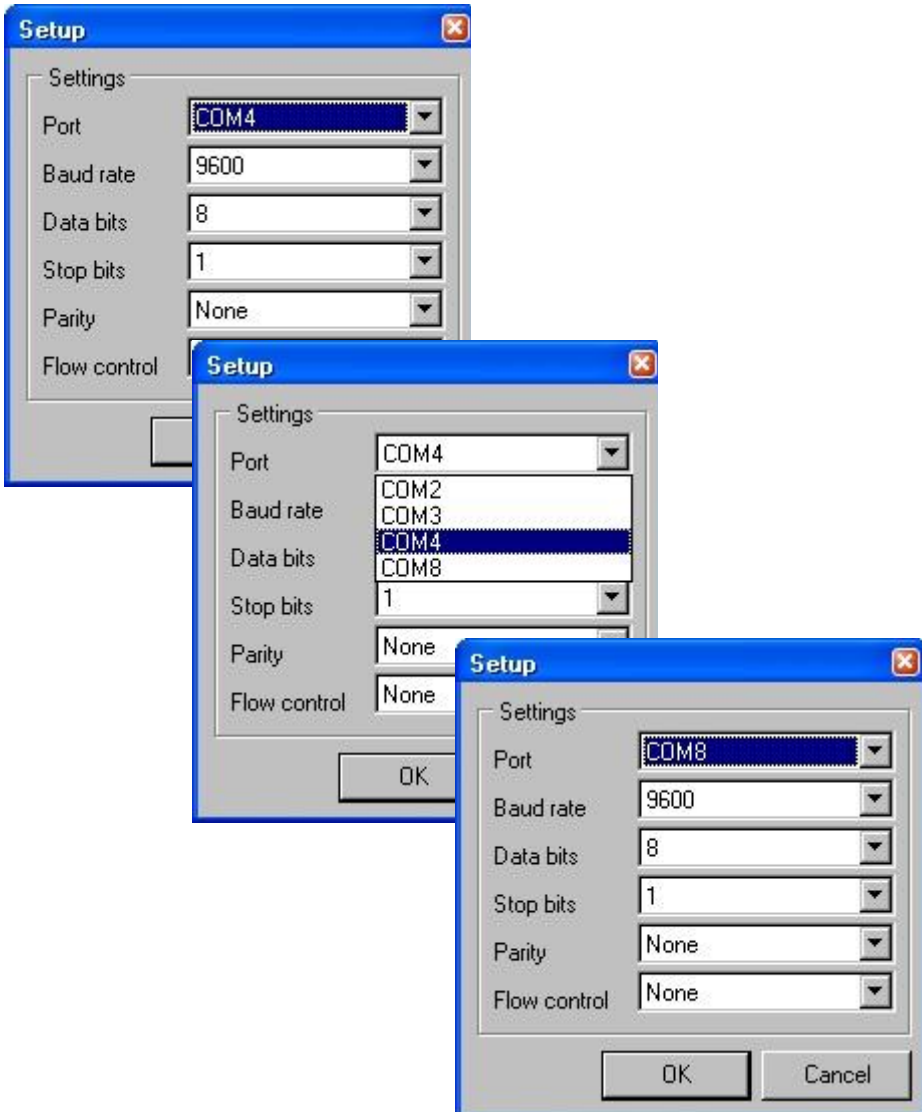 Setup
Settings
Port COM4
Baud rate 9600
Data bits 8
Stop bits 1
Parity None
Flow control
Setup
Settings
Port COM4
COM2
Baud rate COM3
COM4
Data bits COM8
Stop bits 1
Parity None
Flow control None
OK
Setup
Settings
Port COM8
Baud rate 9600
Data bits 8
Stop bits 1
Parity None
Flow control None
OK Cancel